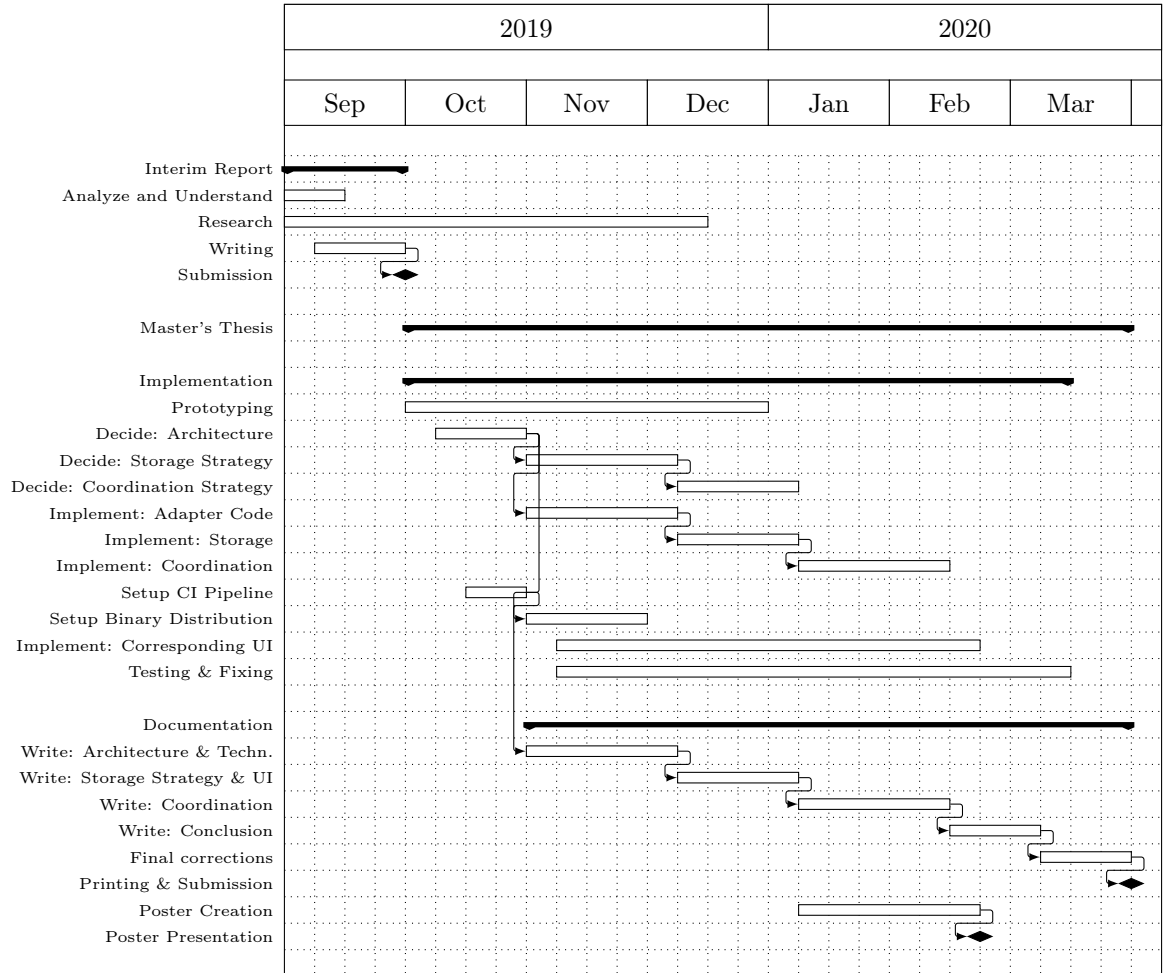 2019 2020
Sep Oct Nov Dec Jan Feb Mar
Interim Report
Analyze and Understand
Research
Writing
Submission
Master's Thesis
Implementation
Prototyping
Decide: Architecture
Decide: Storage Strategy
Decide: Coordination Strategy
Implement: Adapter Code
Implement: Storage
Implement: Coordination
Setup CI Pipeline
Setup Binary Distribution
Implement: Corresponding UI
Testing & Fixing
Documentation
Write: Architecture & Techn.
Write: Storage Strategy & UI
Write: Coordination
Write: Conclusion
Final corrections
Printing & Submission
Poster Creation
Poster Presentation